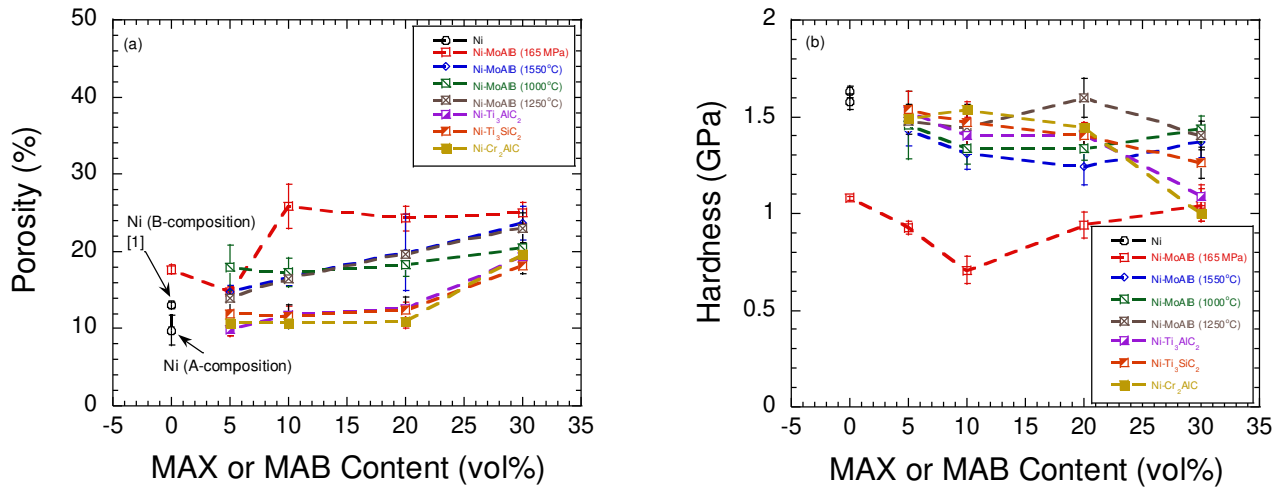 50
40
30
20
10
0
-5 0 5 10 15 20 25 30 35
Porosity (%)
MAX or MAB Content (vol%)
(a)
Ni
Ni-MoAlB (165 MPa)
Ni-MoAlB (1550°C)
Ni-MoAlB (1000°C)
Ni-MoAlB (1250°C)
Ni-Ti₃AlC₂
Ni-Ti₃SiC₂
Ni-Cr₂AlC
Ni (B-composition)
[1]
Ni (A-composition)
2
1.5
1
0.5
0
-5 0 5 10 15 20 25 30 35
Hardness (GPa)
MAX or MAB Content (vol%)
(b)
Ni
Ni-MoAlB (165 MPa)
Ni-MoAlB (1550°C)
Ni-MoAlB (1000°C)
Ni-MoAlB (1250°C)
Ni-Ti₃AlC₂
Ni-Ti₃SiC₂
Ni-Cr₂AlC